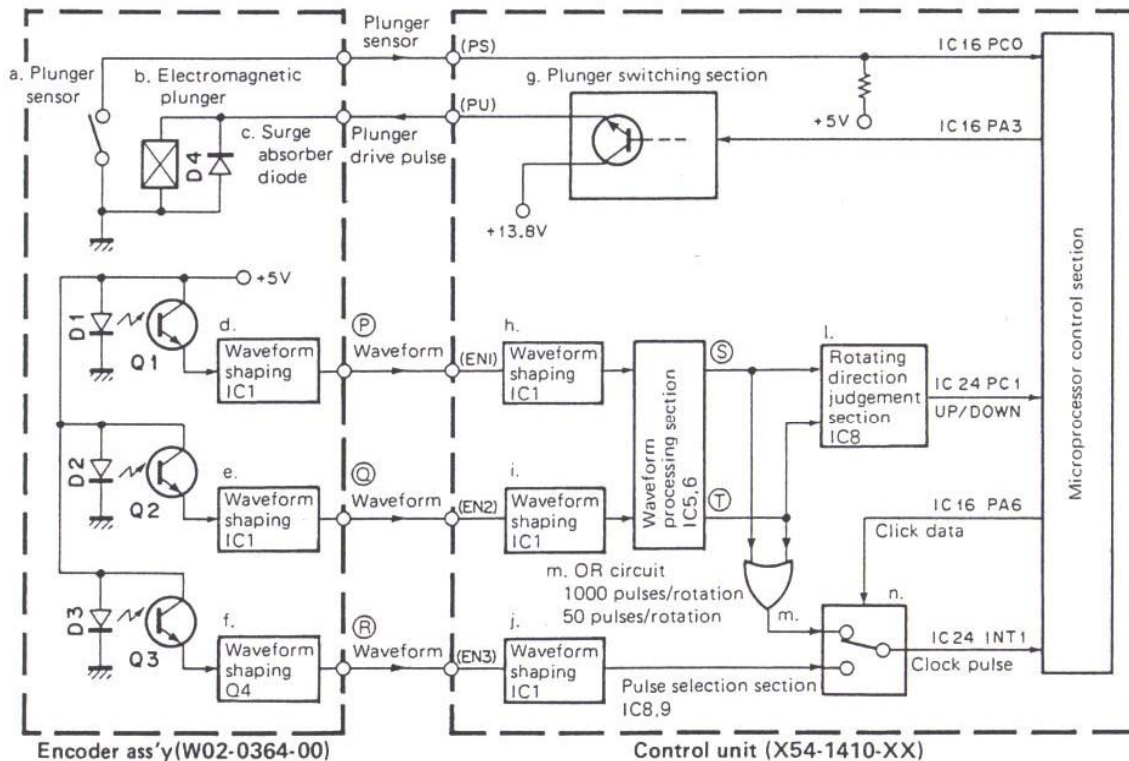 Plunger
sensor
(PS)
IC16 PC0
a. Plunger
sensor
b. Electromagnetic
plunger
g. Plunger switching section
(PU)
c. Surge
absorber
diode
D4
Plunger
drive pulse
+5V
IC16 PA3
+13.8V
+5V
D1
Q1
d.
Waveform
shaping
IC1
P
Waveform
(EN1)
h.
Waveform
shaping
IC1
S
l.
Rotating
direction
judgement
section
IC8
IC 24 PC1
UP/DOWN
Waveform
processing section
IC5,6
Microprocessor control section
D2
Q2
e.
Waveform
shaping
IC1
Q
Waveform
(EN2)
i.
Waveform
shaping
IC1
T
IC16 PA6
Click data
m. OR circuit
1000 pulses/rotation
50 pulses/rotation
m.
n.
D3
Q3
f.
Waveform
shaping
Q4
R
Waveform
(EN3)
j.
Waveform
shaping
IC1
Pulse selection section
IC8,9
IC24 INT1
Clock pulse
Encoder ass'y(W02-0364-00)
Control unit (X54-1410-XX)